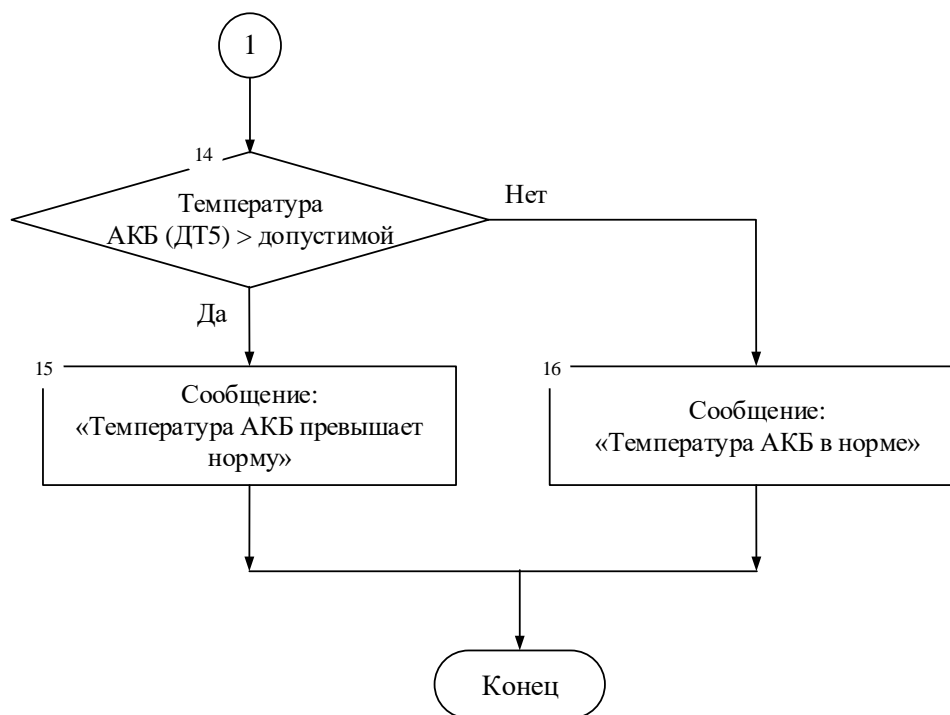 1
14
Температура
АКБ (ДТ5) > допустимой
Нет
Да
15
Сообщение:
«Температура АКБ превышает
норму»
16
Сообщение:
«Температура АКБ в норме»
Конец